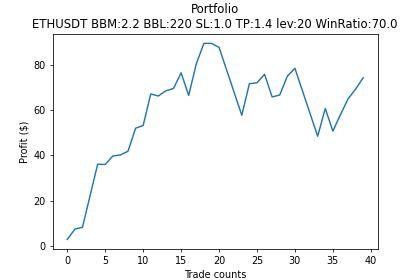 Portfolio
ETHUSDT BBM:2.2 BBL:220 SL:1.0 TP:1.4 lev:20 WinRatio:70.0
Profit ($)
80
60
40
20
0
0 5 10 15 20 25 30 35 40
Trade counts